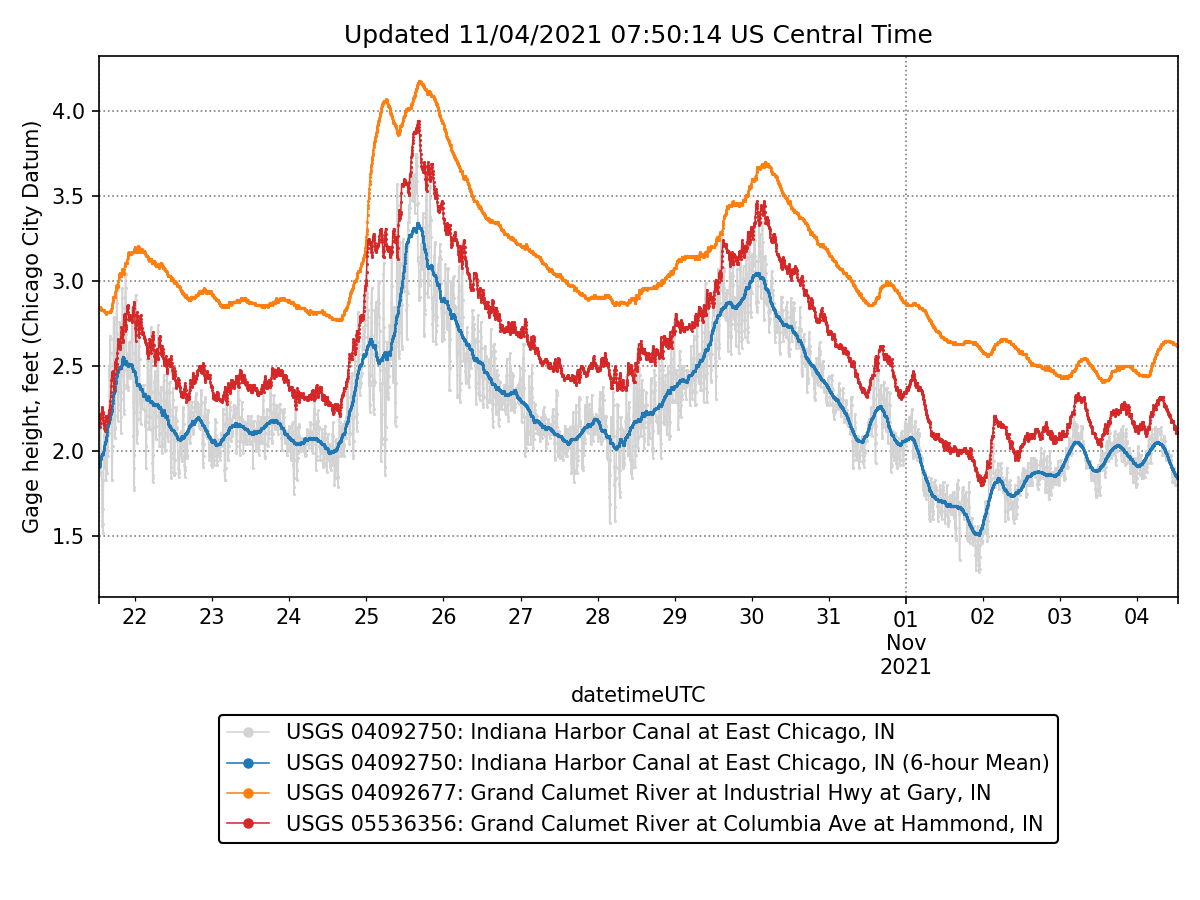 Updated 11/04/2021 07:50:14 US Central Time
Gage height, feet (Chicago City Datum)
4.0
3.5
3.0
2.5
2.0
1.5
22 23 24 25 26 27 28 29 30 31 01 02 03 04
Nov
2021
datetimeUTC
USGS 04092750: Indiana Harbor Canal at East Chicago, IN
USGS 04092750: Indiana Harbor Canal at East Chicago, IN (6-hour Mean)
USGS 04092677: Grand Calumet River at Industrial Hwy at Gary, IN
USGS 05536356: Grand Calumet River at Columbia Ave at Hammond, IN